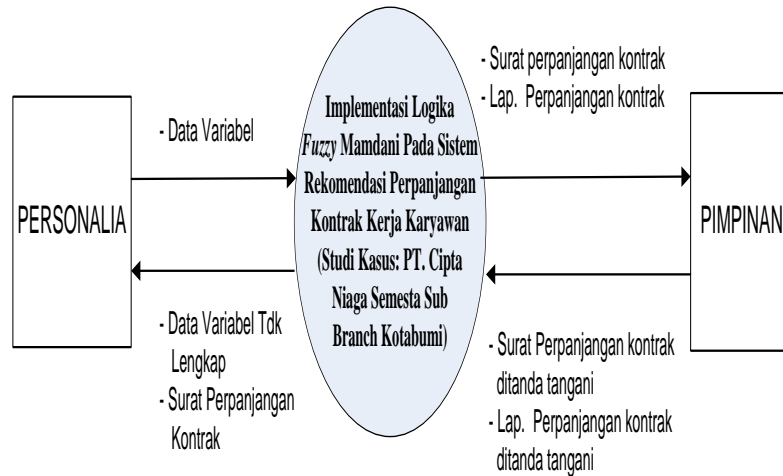 PERSONALIA
- Data Variabel
- Data Variabel Tdk
Lengkap
- Surat Perpanjangan
Kontrak
Implementasi Logika
Fuzzy Mamdani Pada Sistem
Rekomendasi Perpanjangan
Kontrak Kerja Karyawan
(Studi Kasus: PT. Cipta
Niaga Semesta Sub
Branch Kotabumi)
- Surat perpanjangan kontrak
- Lap. Perpanjangan kontrak
- Surat Perpanjangan kontrak
ditanda tangani
- Lap. Perpanjangan kontrak
ditanda tangani
PIMPINAN